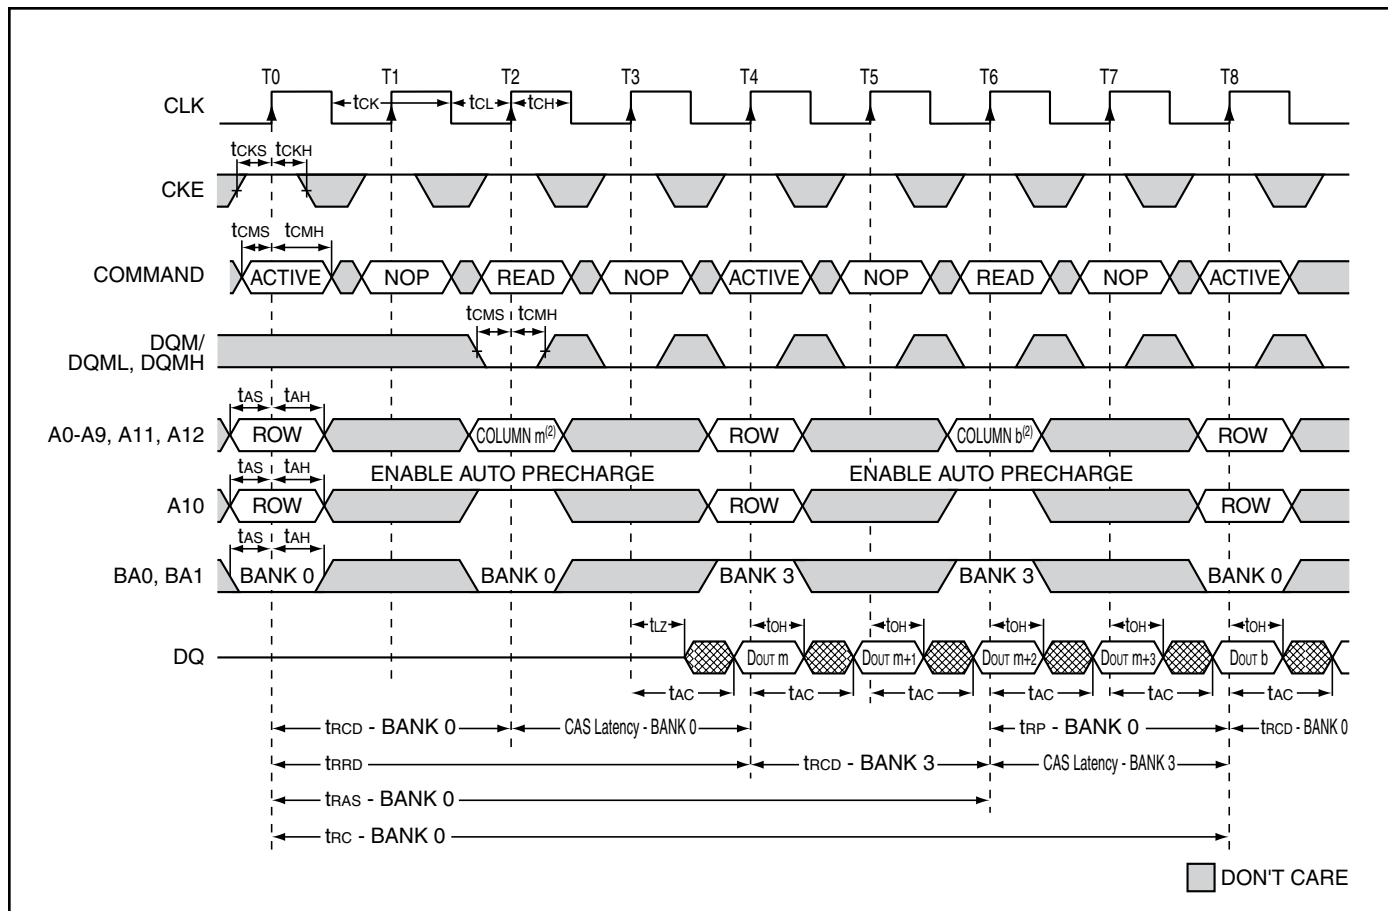 T0 T1 T2 T3 T4 T5 T6 T7 T8
CLK tCK tCL tCH
tCKS tCKH
CKE
tCMS tCMH
COMMAND ACTIVE NOP READ NOP ACTIVE NOP READ NOP ACTIVE
tCMS tCMH
DQM/
DQML, DQMH
tAS tAH
A0-A9, A11, A12 ROW COLUMN m(2) ROW COLUMN b(2) ROW
tAS tAH ENABLE AUTO PRECHARGE ENABLE AUTO PRECHARGE
A10 ROW ROW ROW
tAS tAH
BA0, BA1 BANK 0 BANK 0 BANK 3 BANK 3 BANK 0
tLZ tOH tOH tOH tOH tOH
DQ DOUT m DOUT m+1 DOUT m+2 DOUT m+3 DOUT b
tAC tAC tAC tAC tAC tAC
tRCD - BANK 0 CAS Latency - BANK 0 tRP - BANK 0 tRCD - BANK 0
tRRD tRCD - BANK 3 CAS Latency - BANK 3
tRAS - BANK 0
tRC - BANK 0
DON'T CARE